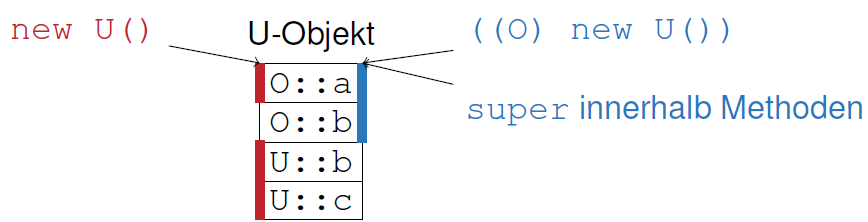 new U()
U-Objekt
((O) new U())
O::a
O::b
super innerhalb Methoden
U::b
U::c